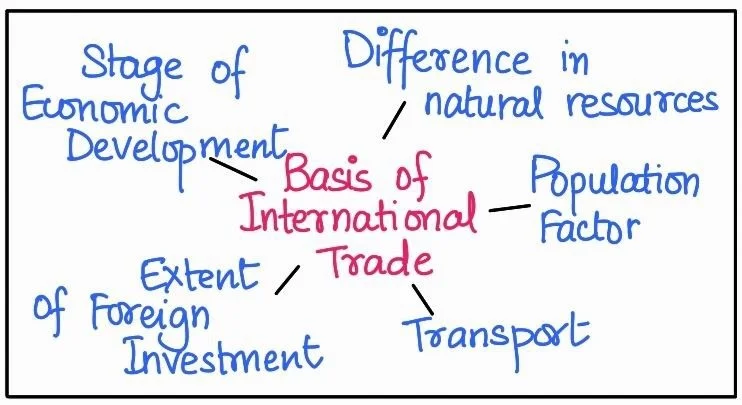 Stage of
Economic
Development
Difference in
natural resources
Basis of
International
Trade
Population
Factor
Extent
of Foreign
Investment
Transport